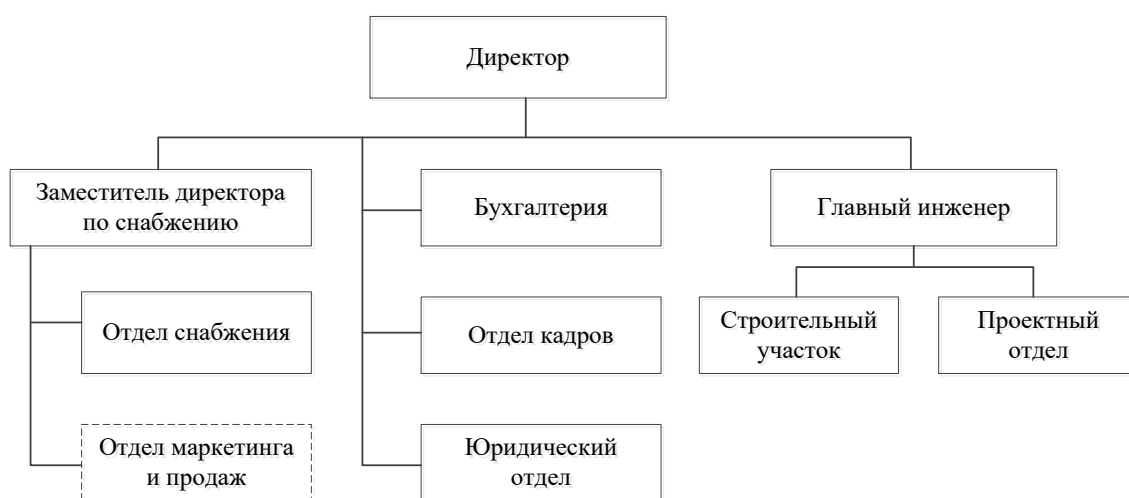 Директор
Заместитель директора
по снабжению
Бухгалтерия
Главный инженер
Отдел снабжения
Отдел кадров
Строительный
участок
Проектный
отдел
Отдел маркетинга
и продаж
Юридический
отдел